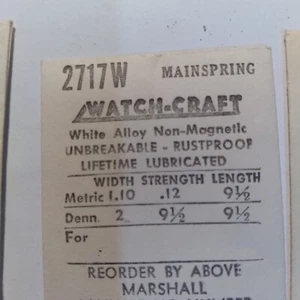 2717W MAINSPRING
WATCH-CRAFT
White Alloy Non-Magnetic
UNBREAKABLE - RUSTPROOF
LIFETIME LUBRICATED
WIDTH STRENGTH LENGTH
Metric 1.10 .12 9½
Denn. 2 9½ 9½
For
REORDER BY ABOVE
MARSHALL